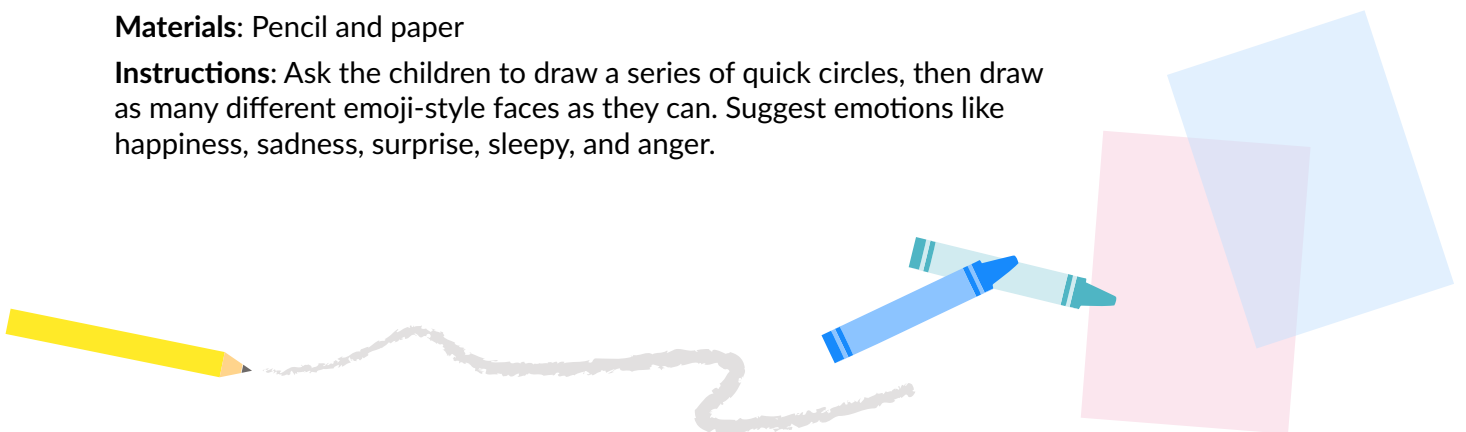 Materials: Pencil and paper
Instructions: Ask the children to draw a series of quick circles, then draw
as many different emoji-style faces as they can. Suggest emotions like
happiness, sadness, surprise, sleepy, and anger.